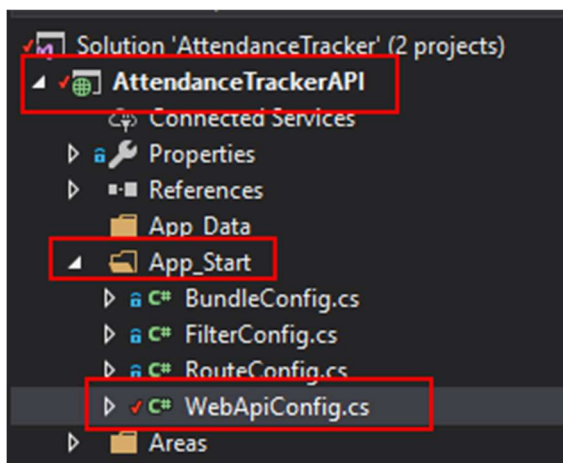 Solution 'AttendanceTracker' (2 projects)
AttendanceTrackerAPI
Connected Services
Properties
References
App_Data
App_Start
C# BundleConfig.cs
C# FilterConfig.cs
C# RouteConfig.cs
C# WebApiConfig.cs
Areas